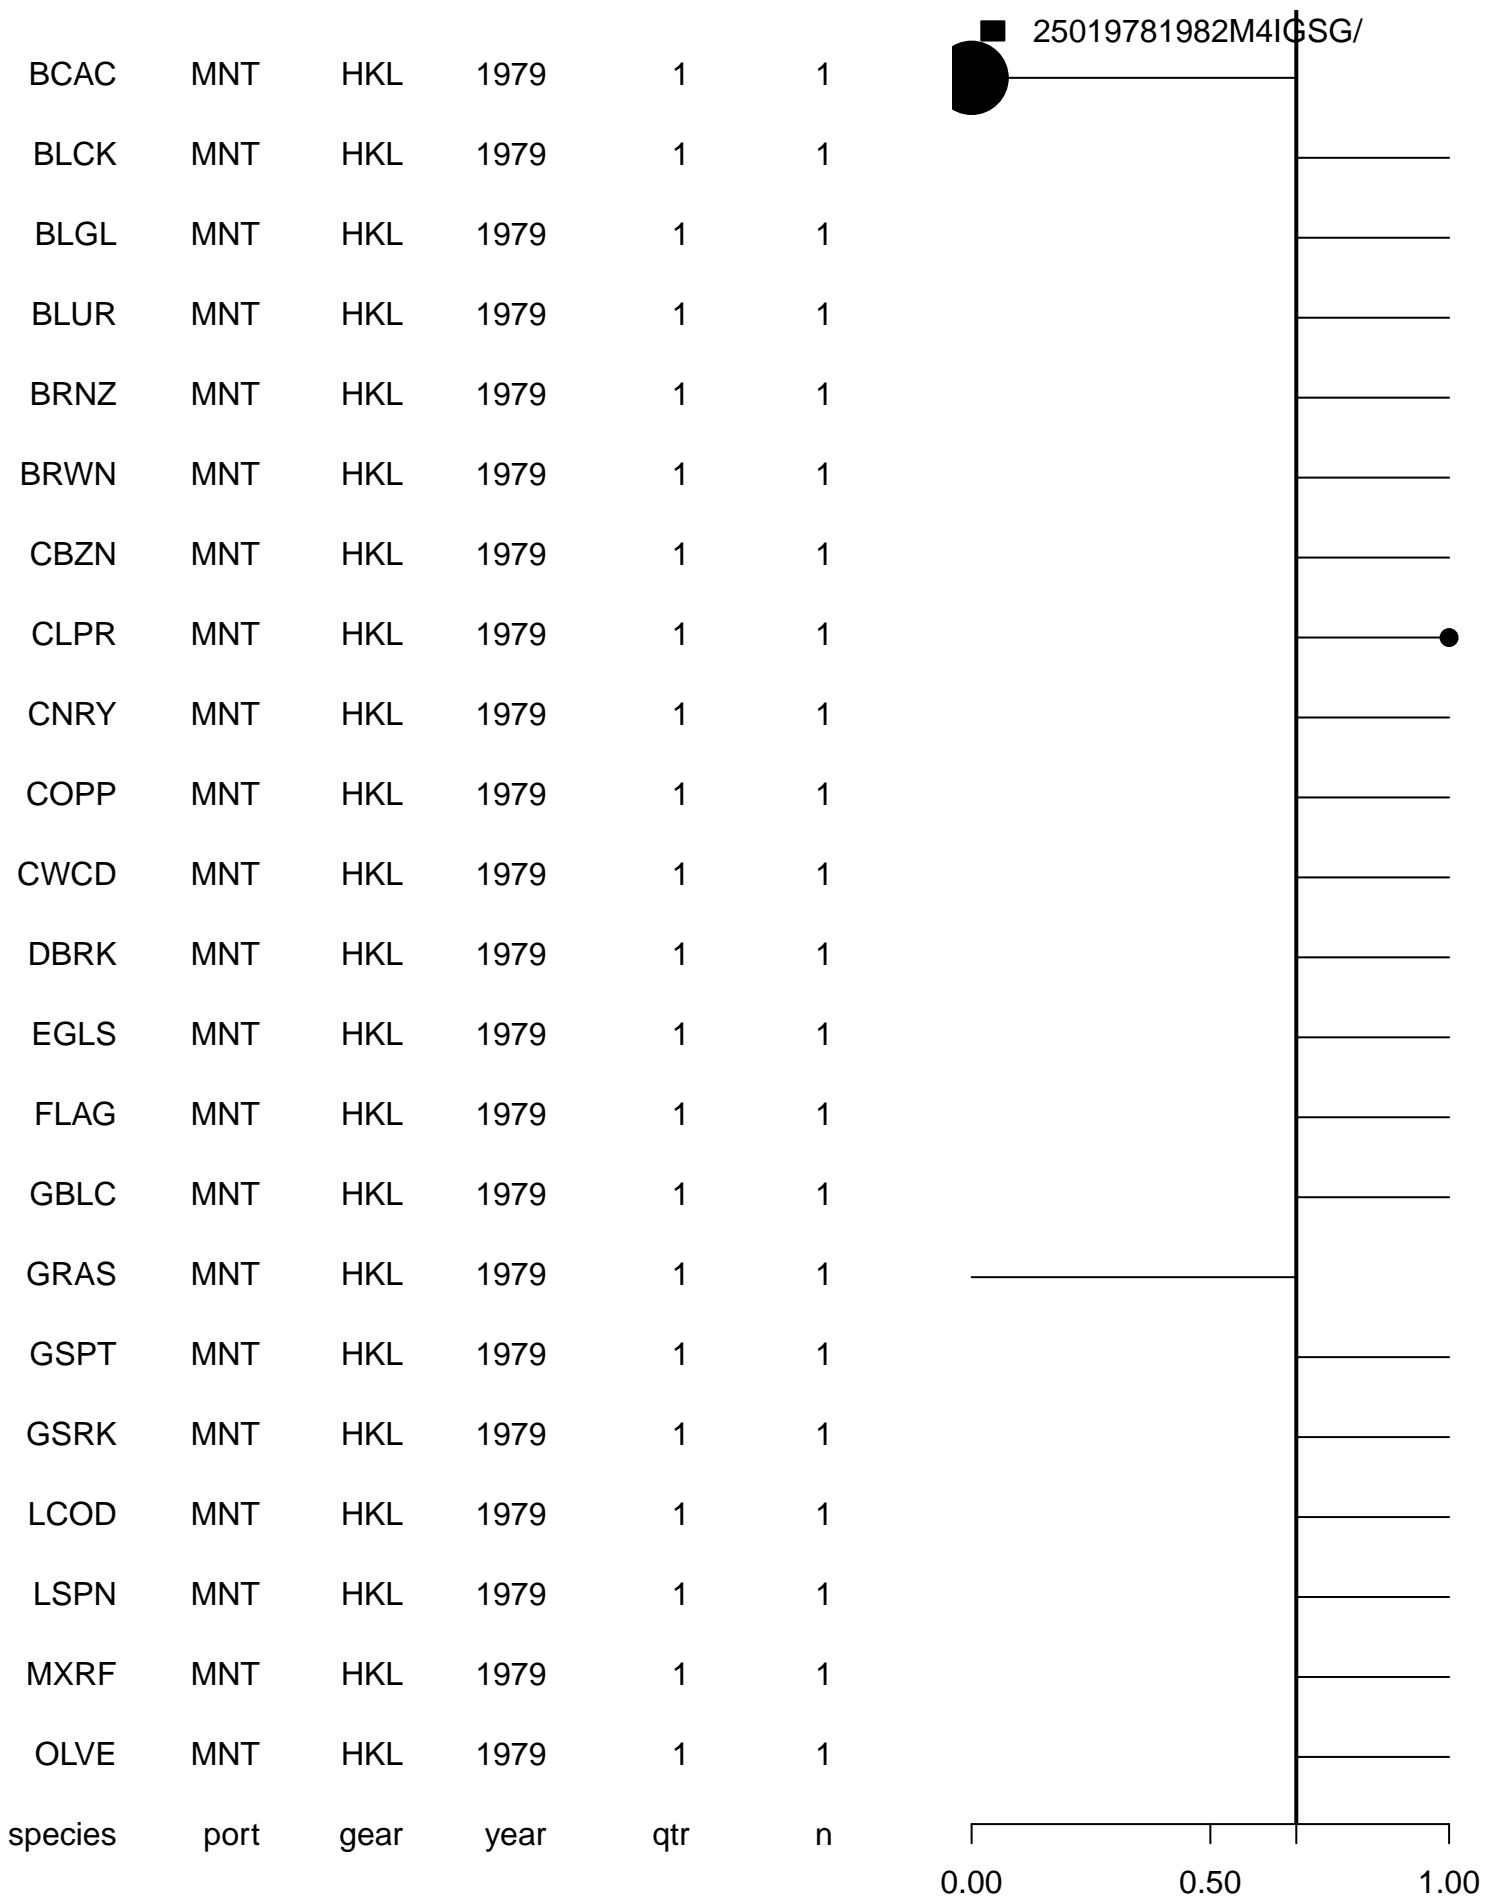 25019781982M4IGSG/
BCAC MNT HKL 1979 1 1
BLCK MNT HKL 1979 1 1
BLGL MNT HKL 1979 1 1
BLUR MNT HKL 1979 1 1
BRNZ MNT HKL 1979 1 1
BRWN MNT HKL 1979 1 1
CBZN MNT HKL 1979 1 1
CLPR MNT HKL 1979 1 1
CNRY MNT HKL 1979 1 1
COPP MNT HKL 1979 1 1
CWCD MNT HKL 1979 1 1
DBRK MNT HKL 1979 1 1
EGLS MNT HKL 1979 1 1
FLAG MNT HKL 1979 1 1
GBLC MNT HKL 1979 1 1
GRAS MNT HKL 1979 1 1
GSPT MNT HKL 1979 1 1
GSRK MNT HKL 1979 1 1
LCOD MNT HKL 1979 1 1
LSPN MNT HKL 1979 1 1
MXRF MNT HKL 1979 1 1
OLVE MNT HKL 1979 1 1
species port gear year qtr n
0.00 0.50 1.00